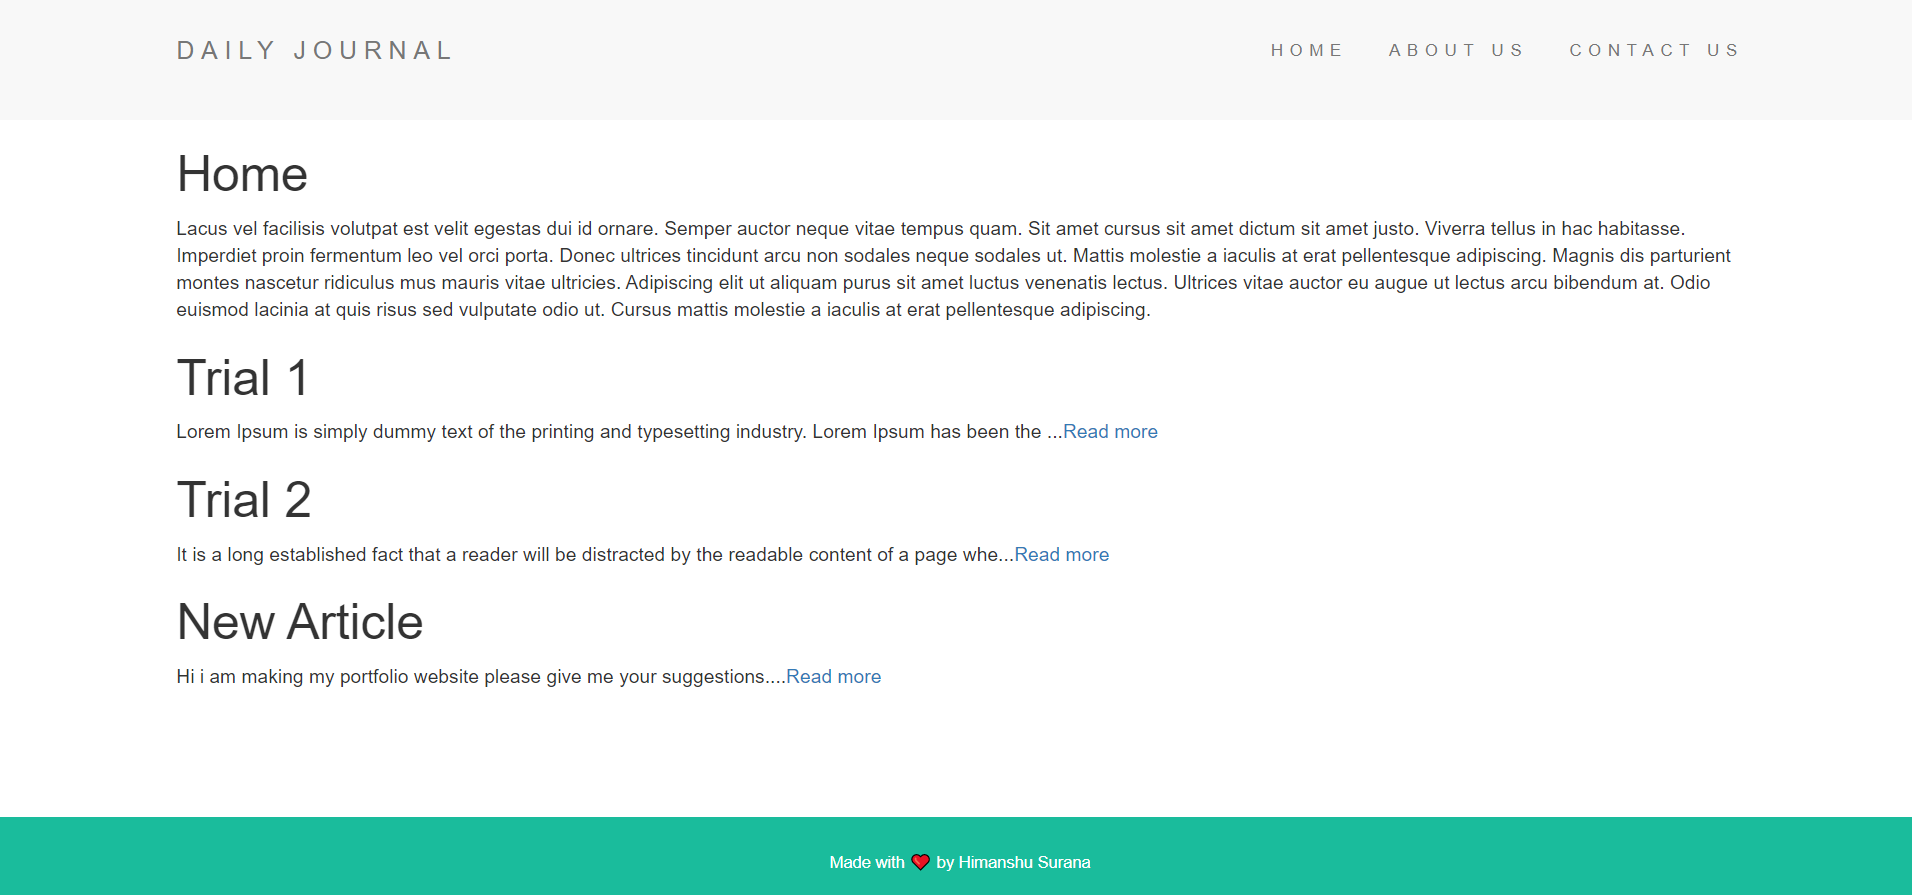 DAILY JOURNAL
HOME ABOUT US CONTACT US
Home
Lacus vel facilisis volutpat est velit egestas dui id ornare. Semper auctor neque vitae tempus quam. Sit amet cursus sit amet dictum sit amet justo. Viverra tellus in hac habitasse.
Imperdiet proin fermentum leo vel orci porta. Donec ultrices tincidunt arcu non sodales neque sodales ut. Mattis molestie a iaculis at erat pellentesque adipiscing. Magnis dis parturient
montes nascetur ridiculus mus mauris vitae ultricies. Adipiscing elit ut aliquam purus sit amet luctus venenatis lectus. Ultrices vitae auctor eu augue ut lectus arcu bibendum at. Odio
euismod lacinia at quis risus sed vulputate odio ut. Cursus mattis molestie a iaculis at erat pellentesque adipiscing.
Trial 1
Lorem Ipsum is simply dummy text of the printing and typesetting industry. Lorem Ipsum has been the ...Read more
Trial 2
It is a long established fact that a reader will be distracted by the readable content of a page whe...Read more
New Article
Hi i am making my portfolio website please give me your suggestions....Read more
Made with ❤ by Himanshu Surana